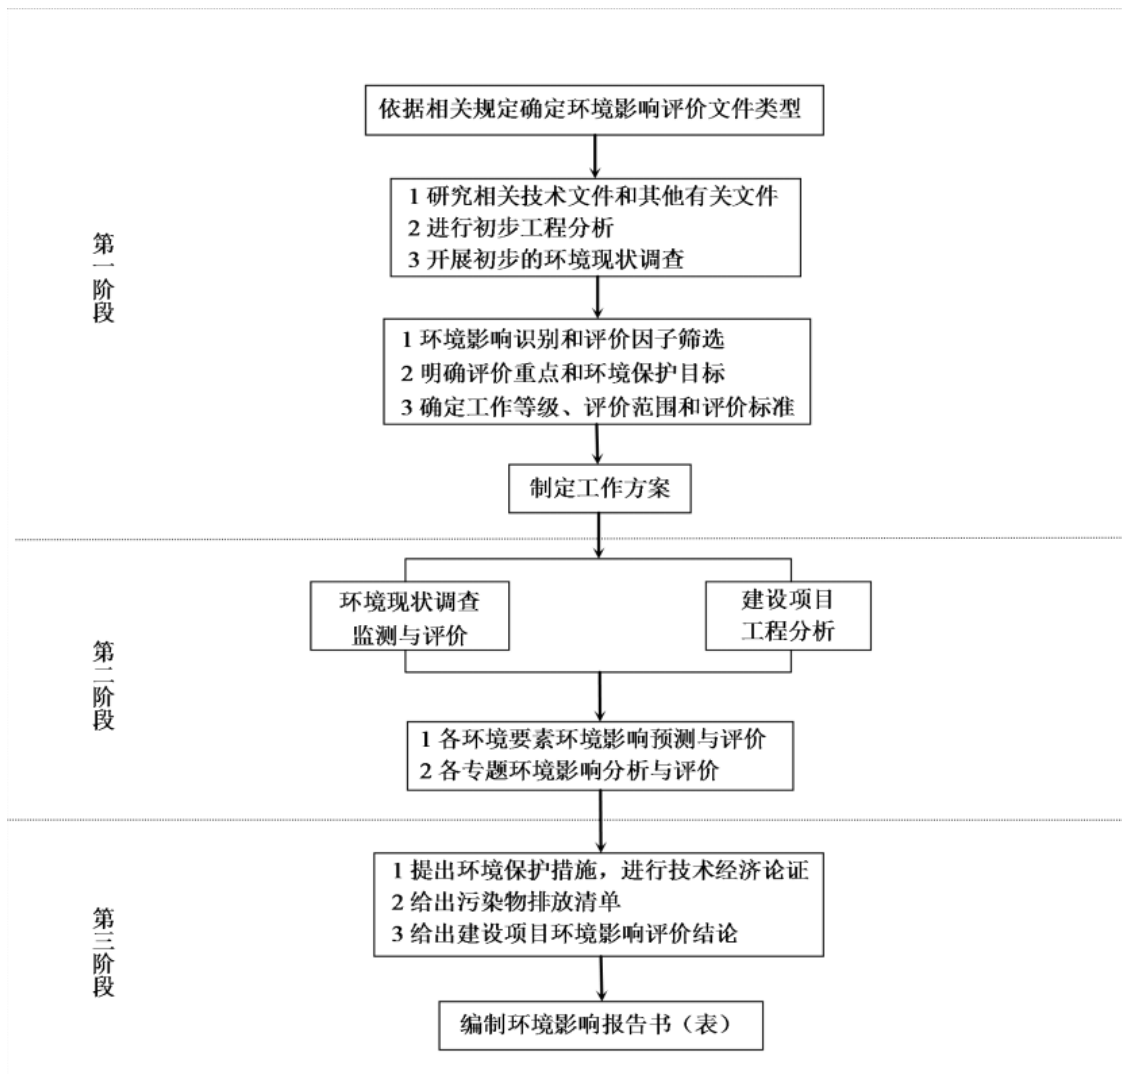 依据相关规定确定环境影响评价文件类型
第一阶段
1 研究相关技术文件和其他有关文件
2 进行初步工程分析
3 开展初步的环境现状调查
1 环境影响识别和评价因子筛选
2 明确评价重点和环境保护目标
3 确定工作等级、评价范围和评价标准
制定工作方案
第二阶段
环境现状调查
监测与评价
建设项目
工程分析
1 各环境要素环境影响预测与评价
2 各专题环境影响分析与评价
第三阶段
1 提出环境保护措施，进行技术经济论证
2 给出污染物排放清单
3 给出建设项目环境影响评价结论
编制环境影响报告书（表）